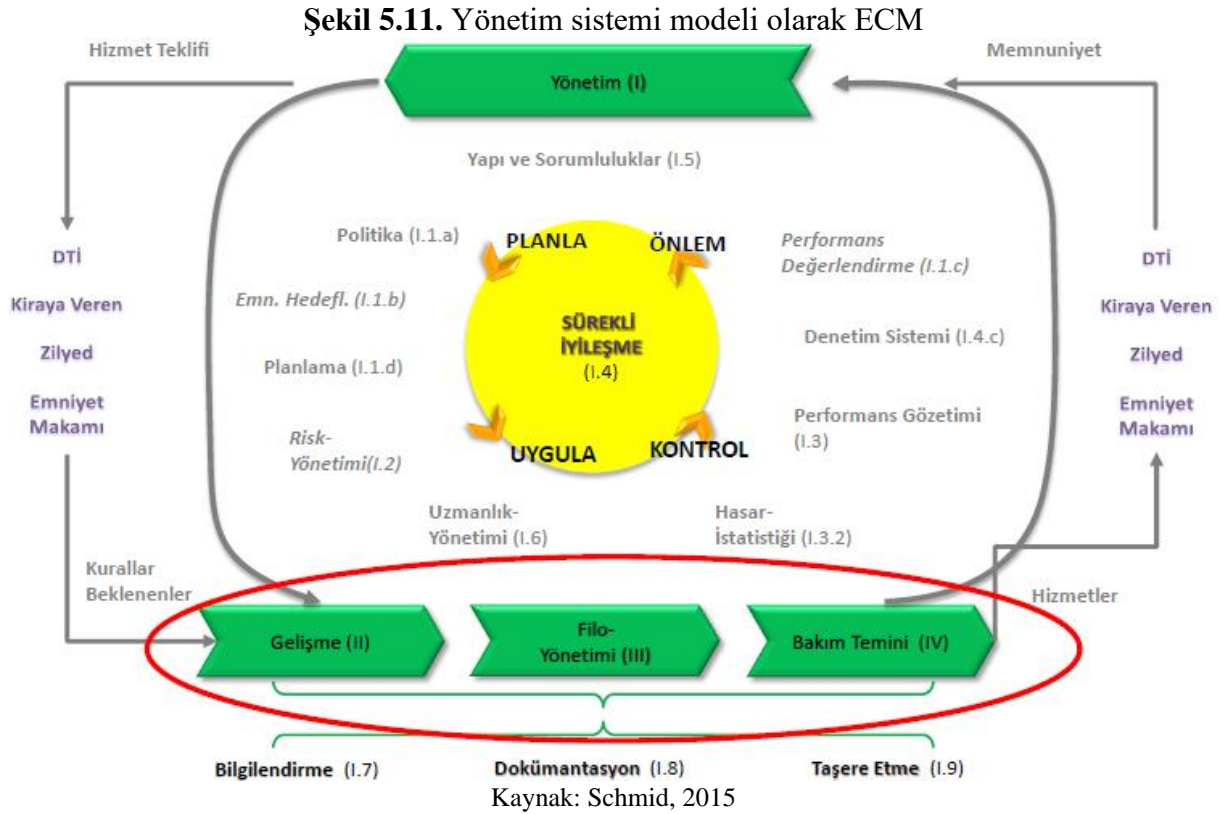 Şekil 5.11. Yönetim sistemi modeli olarak ECM
Hizmet Teklifi
Memnuniyet
Yönetim (I)
Yapı ve Sorumluluklar (I.5)
Politika (I.1.a)
PLANLA
ÖNLEM
Performans
Değerlendirme (I.1.c)
DTİ
Kiraya Veren
Zilyed
Emniyet
Makamı
Emn. Hedefl. (I.1.b)
SÜREKLİ
İYİLEŞME
(I.4)
Denetim Sistemi (I.4.c)
DTİ
Kiraya Veren
Zilyed
Emniyet
Makamı
Planlama (I.1.d)
Risk-
Yönetimi(I.2)
UYGULA
KONTROL
Performans Gözetimi
(I.3)
Uzmanlık-
Yönetimi (I.6)
Hasar-
İstatistiği (I.3.2)
Kurallar
Beklenenler
Hizmetler
Gelişme (II)
Filo-
Yönetimi (III)
Bakım Temini (IV)
Bilgilendirme (I.7)
Dokümantasyon (I.8)
Taşere Etme (I.9)
Kaynak: Schmid, 2015